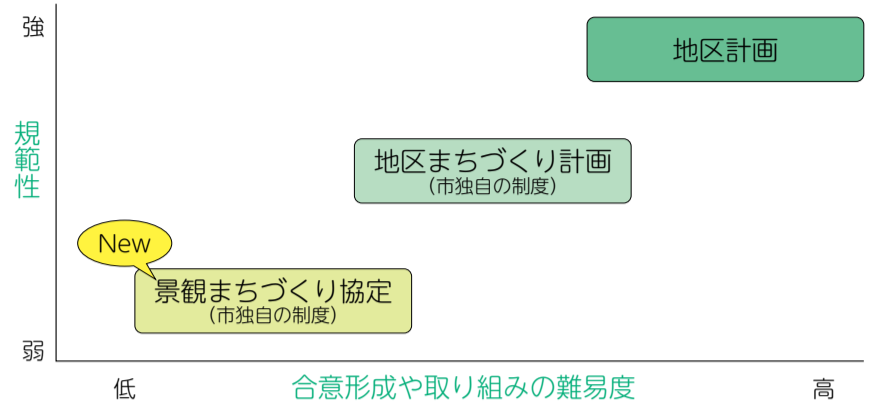 強
地区計画
規範性
地区まちづくり計画
（市独自の制度）
New
景観まちづくり協定
（市独自の制度）
弱
低
合意形成や取り組みの難易度
高